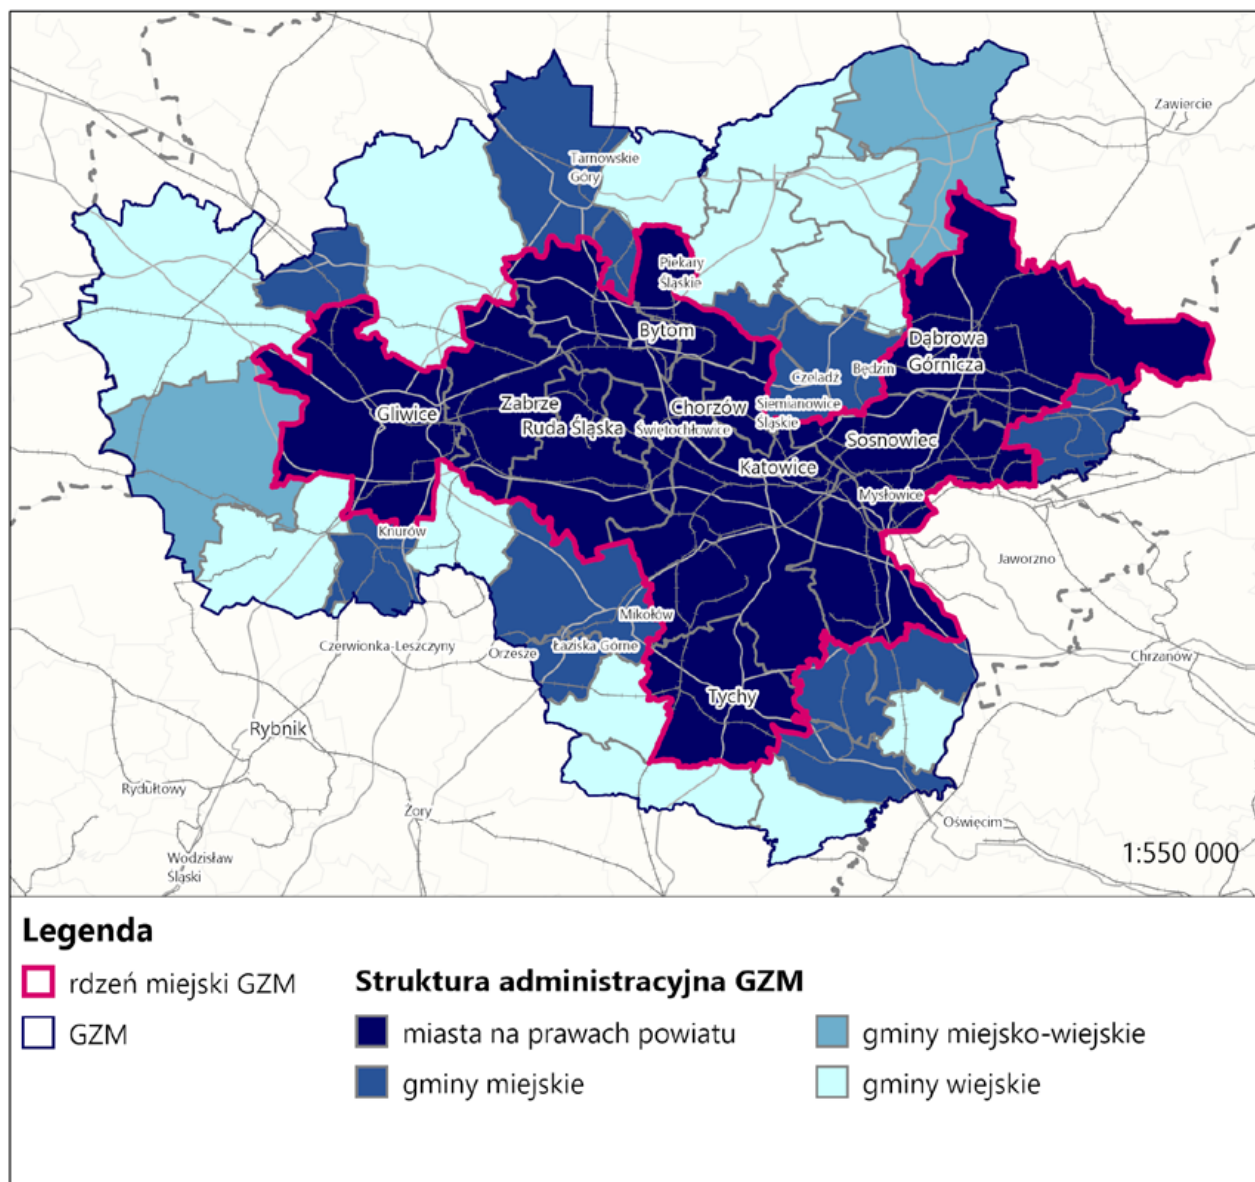 Zawiercie
Tarnowskie
Góry
Piekary
Śląskie
Bytom
Dąbrowa
Górnicza
Będzin
Czeladź
Gliwice
Zabrze
Chorzów
Siemianowice
Śląskie
Ruda Śląska
Świętochłowice
Sosnowiec
Katowice
Mysłowice
Knurów
Jaworzno
Mikołów
Czerwionka-Leszczyny
Orzesze
Łaziska Górne
Chrzanów
Tychy
Rybnik
Rydułtowy
Żory
Oświęcim
Wodzisław
Śląski
1:550 000
Legenda
rdzeń miejski GZM
GZM
Struktura administracyjna GZM
miasta na prawach powiatu
gminy miejskie
gminy miejsko-wiejskie
gminy wiejskie